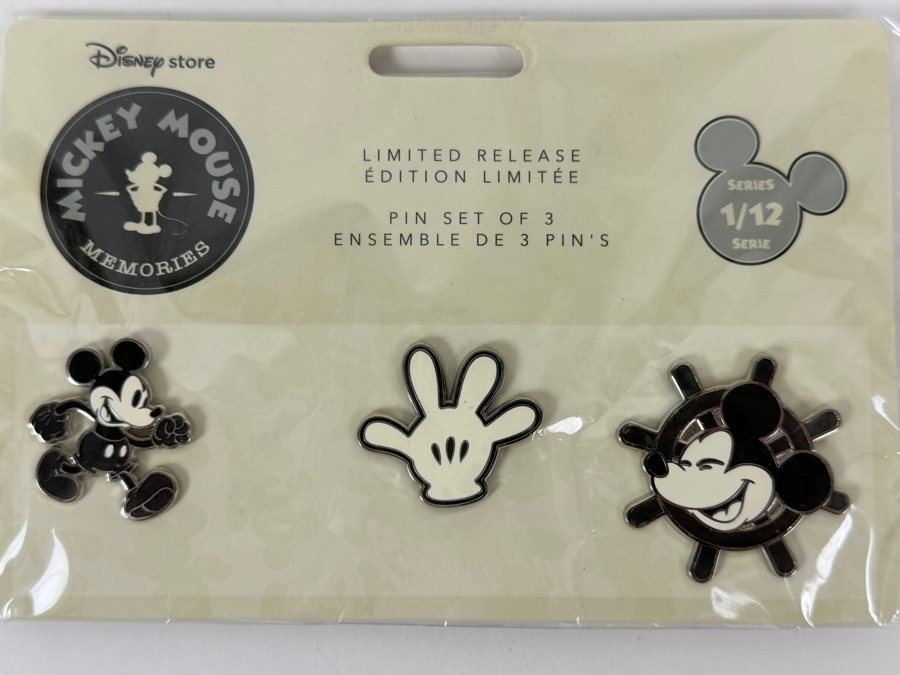 Disney store
MICKEY MOUSE
MEMORIES
LIMITED RELEASE
ÉDITION LIMITÉE
PIN SET OF 3
ENSEMBLE DE 3 PIN'S
SERIES
1/12
SERIE